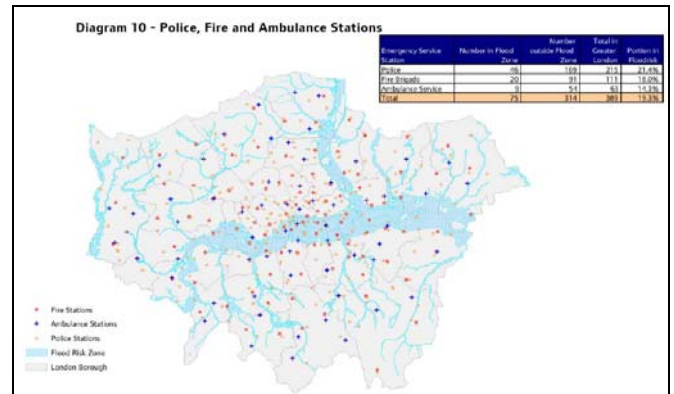 Diagram 10 - Police, Fire and Ambulance Stations
Emergency Service Station Number in Flood Zone Number outside Flood Zone Total in Greater London Portion in Floodrisk
Police 46 169 215 21.4%
Fire Brigade 20 91 111 18.0%
Ambulance Service 9 54 63 14.3%
Total 75 314 389 19.3%
Fire Stations
Ambulance Stations
Police Stations
Flood Risk Zone
London Borough